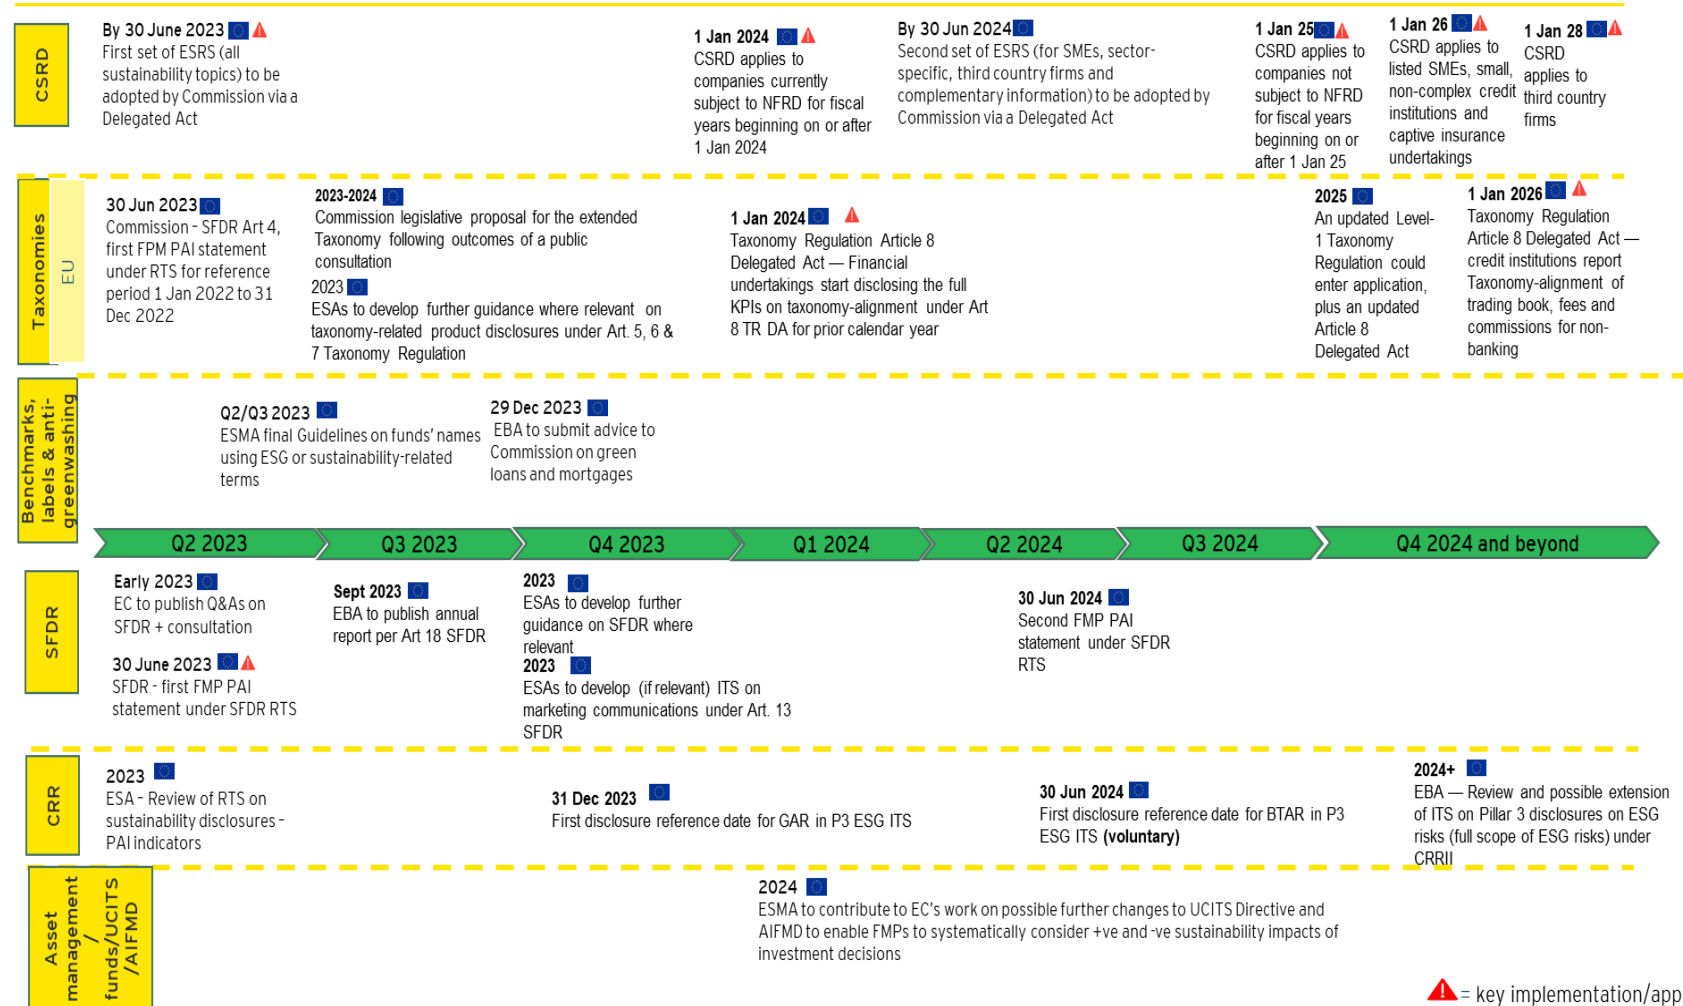 CSRD
By 30 June 2023
First set of ESRS (all
sustainability topics) to be
adopted by Commission via a
Delegated Act
1 Jan 2024
CSRD applies to
companies currently
subject to NFRD for fiscal
years beginning on or after
1 Jan 2024
By 30 Jun 2024
Second set of ESRS (for SMEs, sector-
specific, third country firms and
complementary information) to be adopted by
Commission via a Delegated Act
1 Jan 25
CSRD applies to
companies not
subject to NFRD
for fiscal years
beginning on or
after 1 Jan 25
1 Jan 26
CSRD applies to
listed SMEs, small,
non-complex credit
institutions and
captive insurance
undertakings
1 Jan 28
CSRD
applies to
third country
firms
Taxonomies
EU
30 Jun 2023
Commission - SFDR Art 4,
first FPM PAI statement
under RTS for reference
period 1 Jan 2022 to 31
Dec 2022
2023-2024
Commission legislative proposal for the extended
Taxonomy following outcomes of a public
consultation
2023
ESAs to develop further guidance where relevant on
taxonomy-related product disclosures under Art. 5, 6 &
7 Taxonomy Regulation
1 Jan 2024
Taxonomy Regulation Article 8
Delegated Act — Financial
undertakings start disclosing the full
KPIs on taxonomy-alignment under Art
8 TR DA for prior calendar year
2025
An updated Level-
1 Taxonomy
Regulation could
enter application,
plus an updated
Article 8
Delegated Act
1 Jan 2026
Taxonomy Regulation
Article 8 Delegated Act —
credit institutions report
Taxonomy-alignment of
trading book, fees and
commissions for non-
banking
Benchmarks,
labels & anti-
greenwashing
Q2/Q3 2023
ESMA final Guidelines on funds' names
using ESG or sustainability-related
terms
29 Dec 2023
EBA to submit advice to
Commission on green
loans and mortgages
Q2 2023
Q3 2023
Q4 2023
Q1 2024
Q2 2024
Q3 2024
Q4 2024 and beyond
SFDR
Early 2023
EC to publish Q&As on
SFDR + consultation
30 June 2023
SFDR - first FMP PAI
statement under SFDR RTS
Sept 2023
EBA to publish annual
report per Art 18 SFDR
2023
ESAs to develop further
guidance on SFDR where
relevant
2023
ESAs to develop (if relevant) ITS on
marketing communications under Art. 13
SFDR
30 Jun 2024
Second FMP PAI
statement under SFDR
RTS
CRR
2023
ESA - Review of RTS on
sustainability disclosures -
PAI indicators
31 Dec 2023
First disclosure reference date for GAR in P3 ESG ITS
30 Jun 2024
First disclosure reference date for BTAR in P3
ESG ITS (voluntary)
2024+
EBA — Review and possible extension
of ITS on Pillar 3 disclosures on ESG
risks (full scope of ESG risks) under
CRRII
Asset
management
/
funds/UCITS
/AIFMD
2024
ESMA to contribute to EC's work on possible further changes to UCITS Directive and
AIFMD to enable FMPs to systematically consider +ve and -ve sustainability impacts of
investment decisions
= key implementation/app